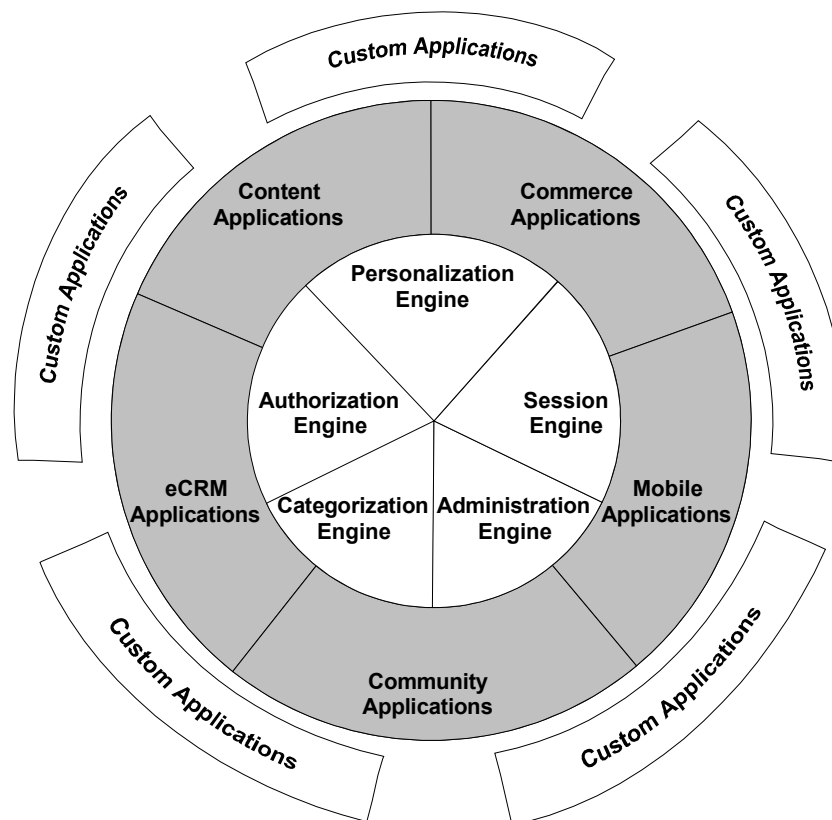 Custom Applications
Custom Applications
Custom Applications
Content
Applications
Commerce
Applications
Personalization
Engine
Authorization
Engine
Session
Engine
eCRM
Applications
Categorization
Engine
Administration
Engine
Mobile
Applications
Community
Applications
Custom Applications
Custom Applications